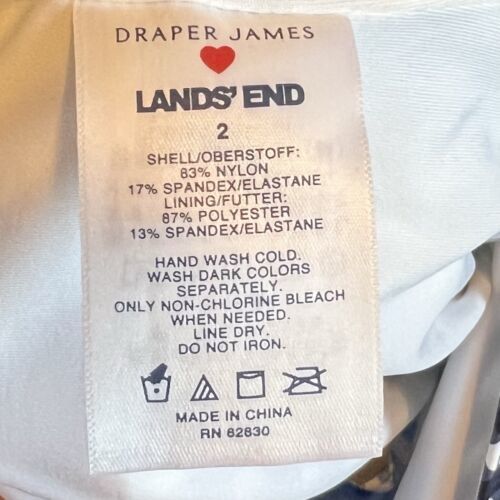 DRAPER JAMES
LANDS' END
2
SHELL/OBERSTOFF:
83% NYLON
17% SPANDEX/ELASTANE
LINING/FUTTER:
87% POLYESTER
13% SPANDEX/ELASTANE
HAND WASH COLD.
WASH DARK COLORS
SEPARATELY.
ONLY NON-CHLORINE BLEACH
WHEN NEEDED.
LINE DRY.
DO NOT IRON.
MADE IN CHINA
RN 62830